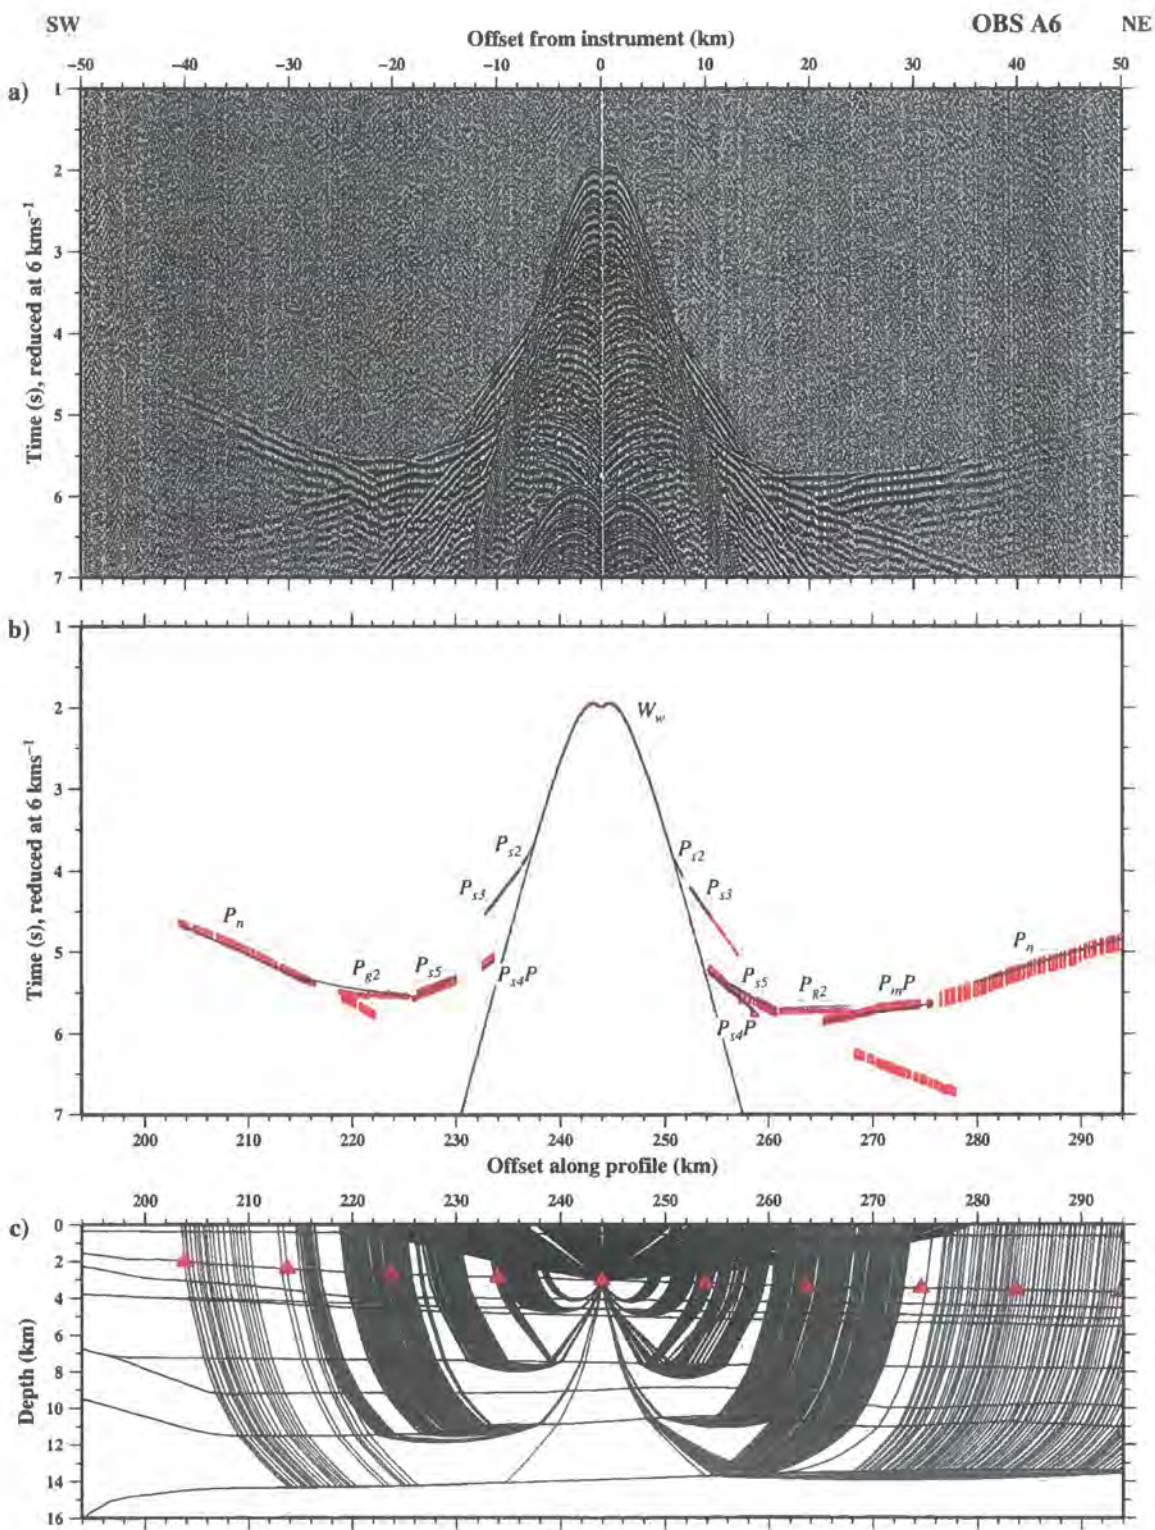 SW OBS A6 NE
Offset from instrument (km)
−50 −40 −30 −20 −10 0 10 20 30 40 50
a)
Time (s), reduced at 6 kms⁻¹
1
2
3
4
5
6
7
b)
Time (s), reduced at 6 kms⁻¹
1
2
3
4
5
6
7
W_w
P_s2 P_s2
P_s3 P_s3
P_n P_n
P_g2 P_s5 P_s4P P_s5 P_g2 P_mP
P_s4P
200 210 220 230 240 250 260 270 280 290
Offset along profile (km)
200 210 220 230 240 250 260 270 280 290
c)
Depth (km)
0
2
4
6
8
10
12
14
16